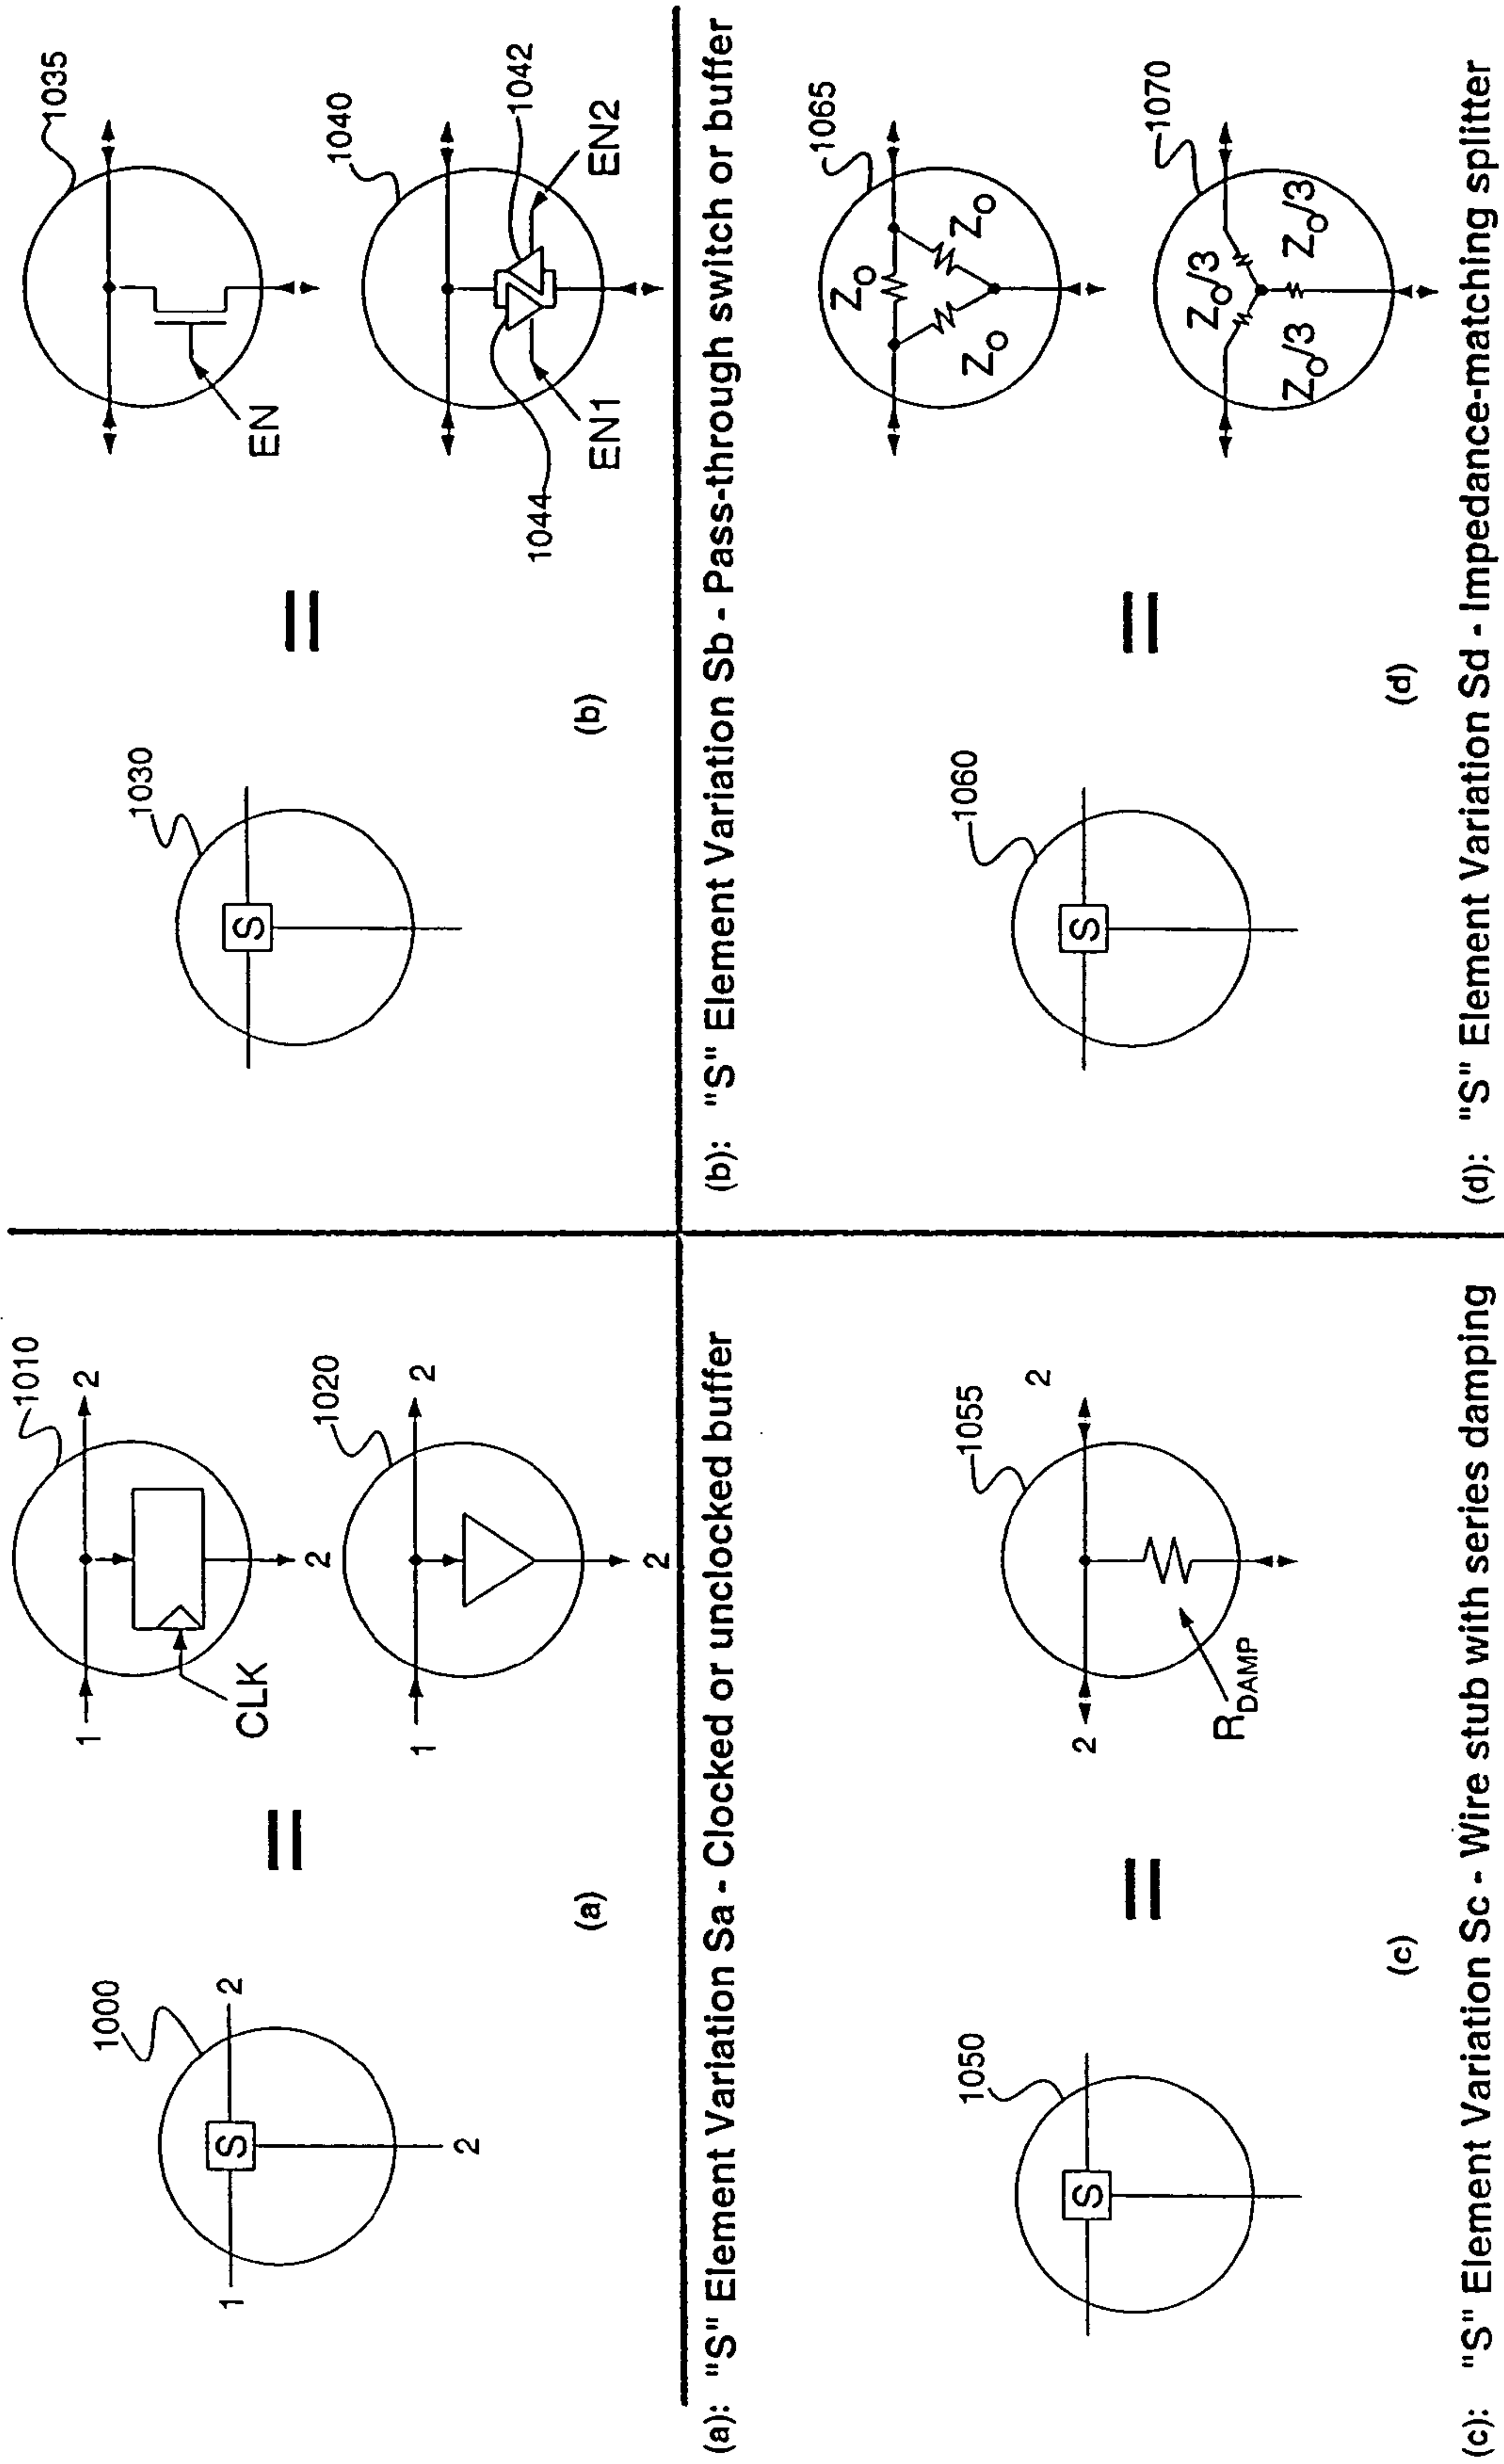 1000
S
1
2
2
=
1010
1
2
2
CLK
1020
1
2
2
(a)
(a): "S" Element Variation Sa - Clocked or unclocked buffer
1030
S
=
1035
EN
1040
1042
1044
EN1
EN2
(b)
(b): "S" Element Variation Sb - Pass-through switch or buffer
1050
S
=
1055
2
2
RDAMP
(c)
(c): "S" Element Variation Sc - Wire stub with series damping
1060
S
=
1065
ZO
ZO
ZO
1070
ZO/3
ZO/3
ZO/3
(d)
(d): "S" Element Variation Sd - Impedance-matching splitter